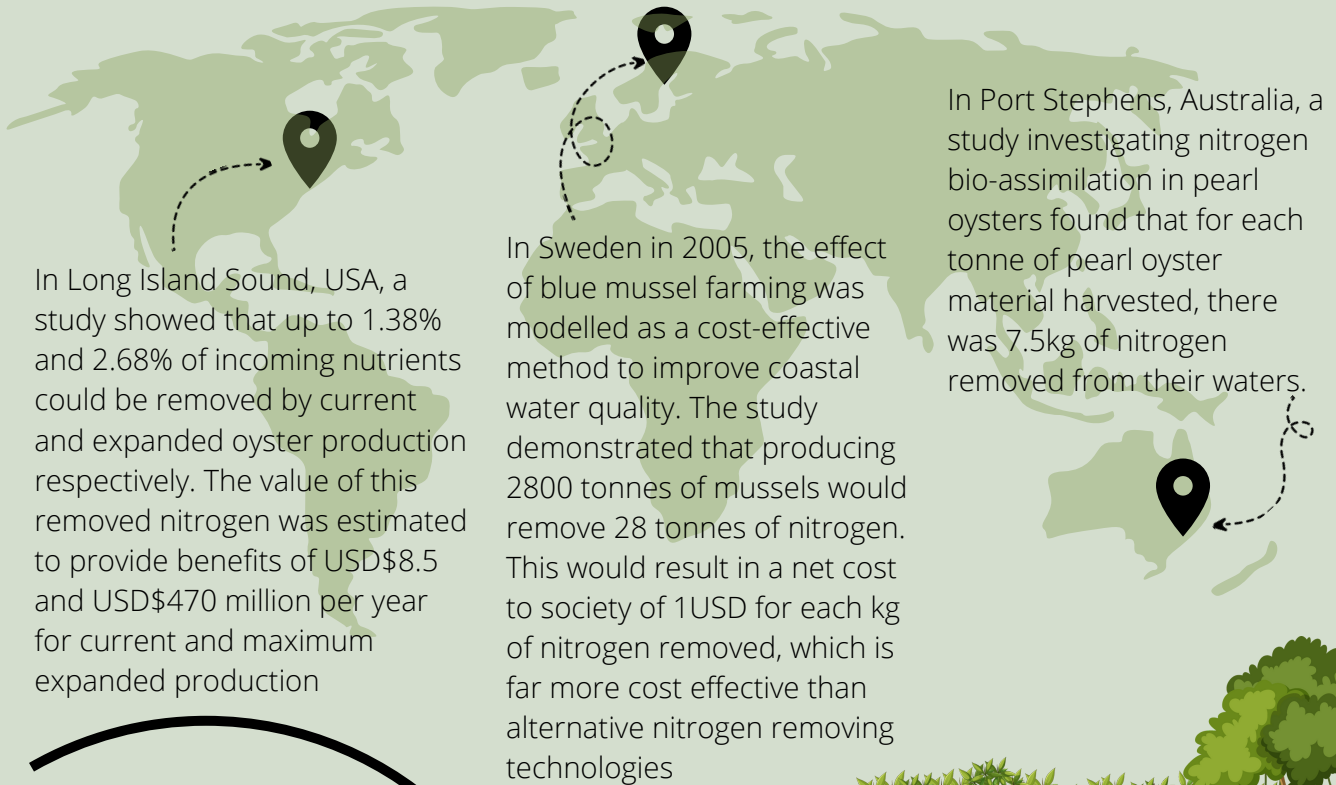 In Long Island Sound, USA, a
study showed that up to 1.38%
and 2.68% of incoming nutrients
could be removed by current
and expanded oyster production
respectively. The value of this
removed nitrogen was estimated
to provide benefits of USD$8.5
and USD$470 million per year
for current and maximum
expanded production
In Sweden in 2005, the effect
of blue mussel farming was
modelled as a cost-effective
method to improve coastal
water quality. The study
demonstrated that producing
2800 tonnes of mussels would
remove 28 tonnes of nitrogen.
This would result in a net cost
to society of 1USD for each kg
of nitrogen removed, which is
far more cost effective than
alternative nitrogen removing
technologies
In Port Stephens, Australia, a
study investigating nitrogen
bio-assimilation in pearl
oysters found that for each
tonne of pearl oyster
material harvested, there
was 7.5kg of nitrogen
removed from their waters.